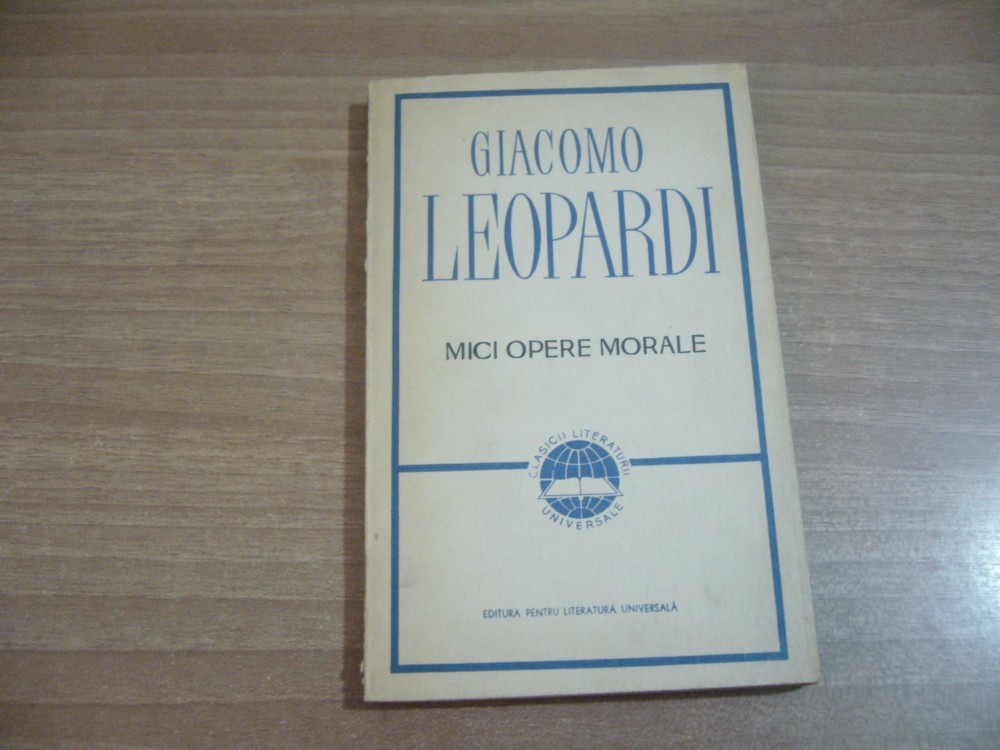 GIACOMO
LEOPARDI
MICI OPERE MORALE
CLASICII LITERATURII
UNIVERSALE
EDITURA PENTRU LITERATURĂ UNIVERSALĂ